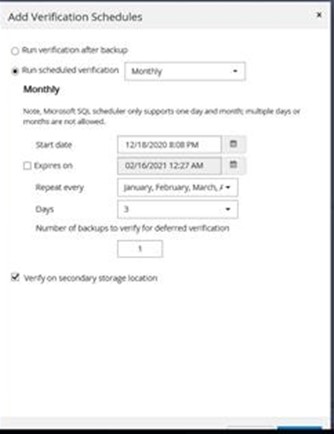 Add Verification Schedules
×
Run verification after backup
Run scheduled verification Monthly
Monthly
Note, Microsoft SQL scheduler only supports one day and month; multiple days or
months are not allowed.
Start date 12/18/2020 8:08 PM
Expires on 02/16/2021 12:27 AM
Repeat every January, February, March, A
Days 3
Number of backups to verify for deferred verification
1
Verify on secondary storage location